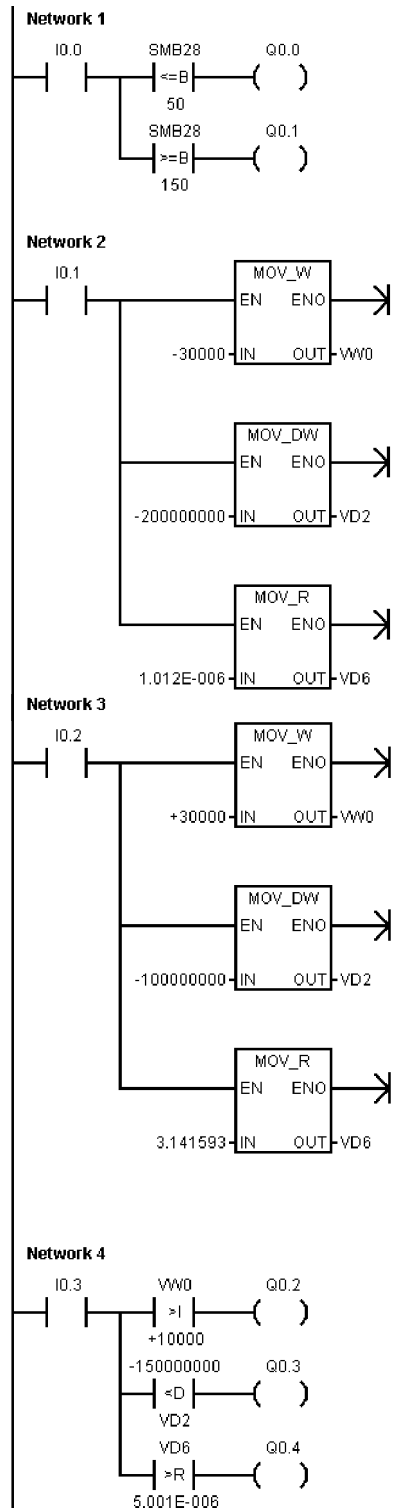 Network 1
I0.0 SMB28 Q0.0
<=B
50
SMB28 Q0.1
>=B
150
Network 2
I0.1 MOV_W
EN ENO
-30000 IN OUT VW0
MOV_DW
EN ENO
-200000000 IN OUT VD2
MOV_R
EN ENO
1.012E-006 IN OUT VD6
Network 3
I0.2 MOV_W
EN ENO
+30000 IN OUT VW0
MOV_DW
EN ENO
-100000000 IN OUT VD2
MOV_R
EN ENO
3.141593 IN OUT VD6
Network 4
I0.3 VW0 Q0.2
>I
+10000
-150000000 Q0.3
<D
VD2
VD6 Q0.4
>R
5.001E-006